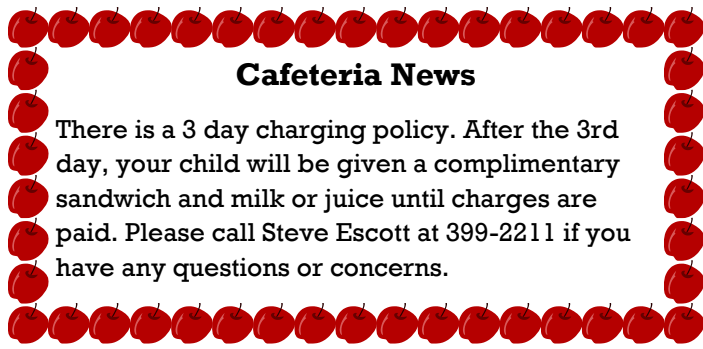 Cafeteria News
There is a 3 day charging policy. After the 3rd
day, your child will be given a complimentary
sandwich and milk or juice until charges are
paid. Please call Steve Escott at 399-2211 if you
have any questions or concerns.